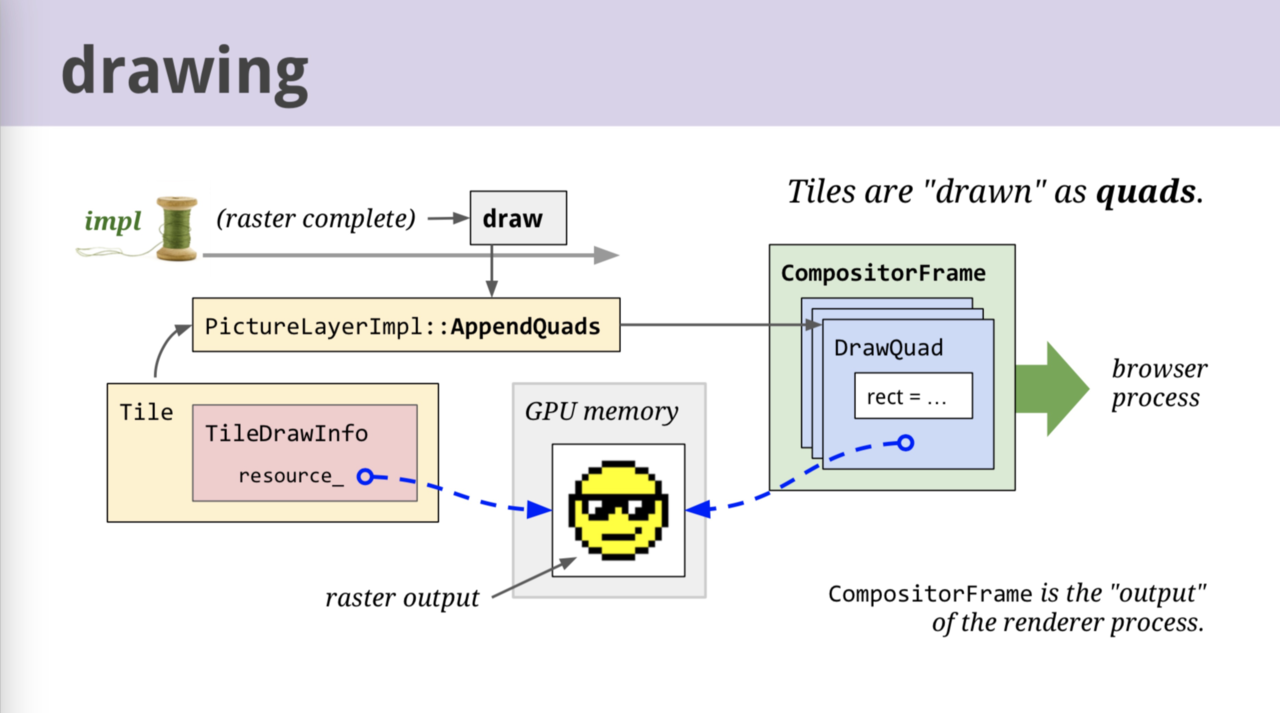 drawing
Tiles are "drawn" as quads.
impl
(raster complete)
draw
CompositorFrame
PictureLayerImpl::AppendQuads
DrawQuad
rect = …
browser
process
Tile
TileDrawInfo
resource_
GPU memory
raster output
CompositorFrame is the "output"
of the renderer process.